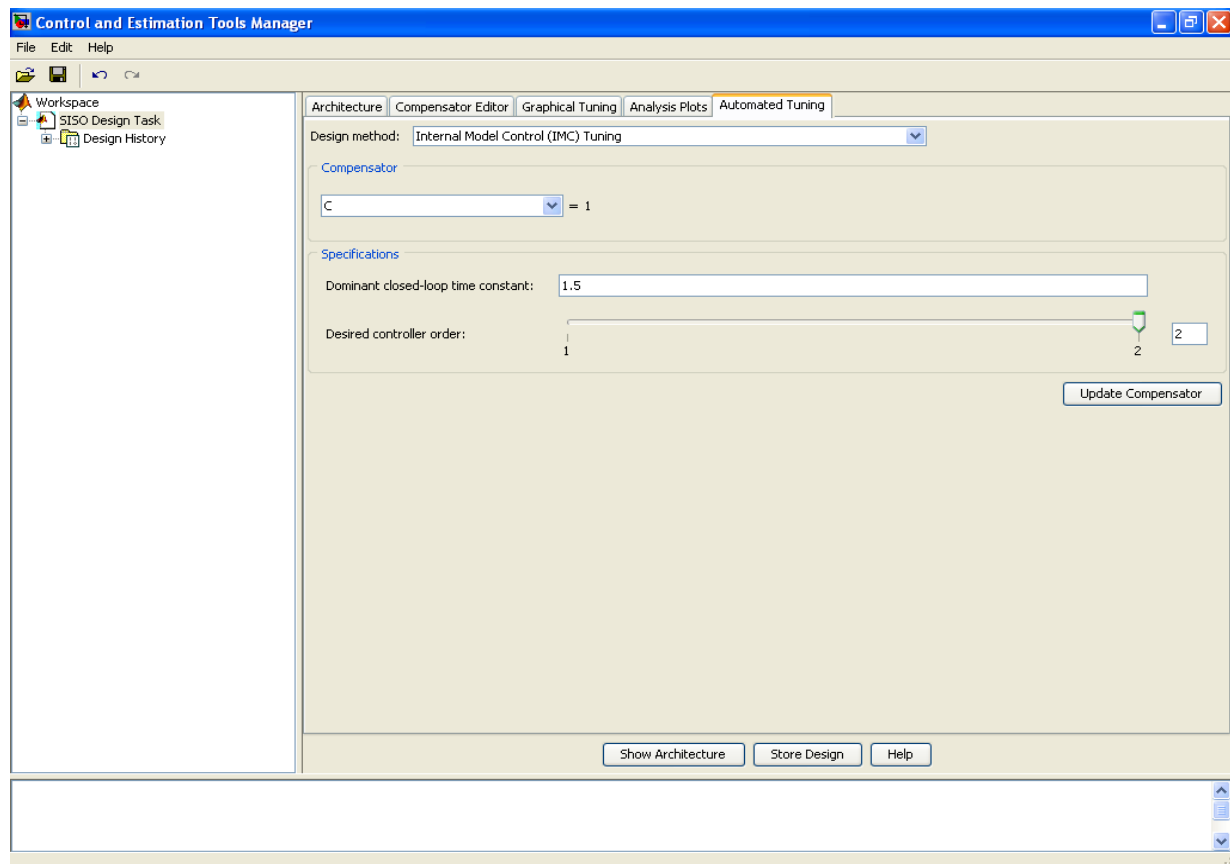 Control and Estimation Tools Manager
File Edit Help
Workspace
SISO Design Task
Design History
Architecture Compensator Editor Graphical Tuning Analysis Plots Automated Tuning
Design method: Internal Model Control (IMC) Tuning
Compensator
C = 1
Specifications
Dominant closed-loop time constant: 1.5
Desired controller order: 2
1 2
Update Compensator
Show Architecture Store Design Help